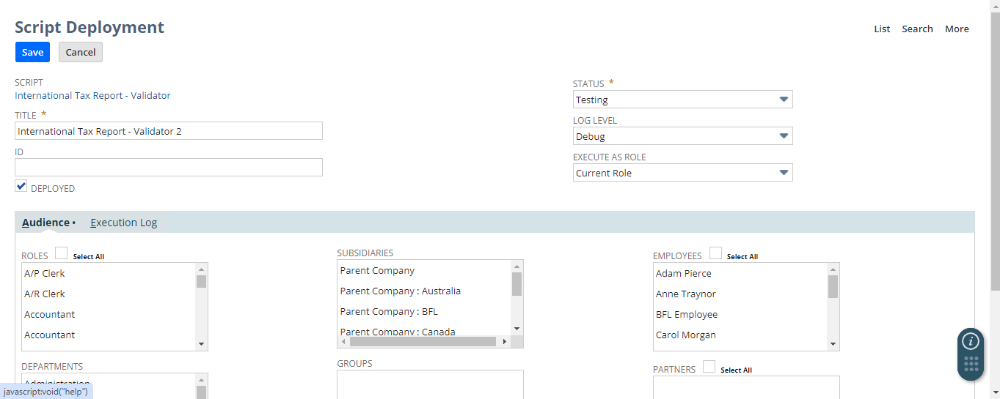 Script Deployment
List Search More
Save Cancel
SCRIPT
International Tax Report - Validator
TITLE *
International Tax Report - Validator 2
ID
DEPLOYED
STATUS *
Testing
LOG LEVEL
Debug
EXECUTE AS ROLE
Current Role
Audience • Execution Log
ROLES Select All
A/P Clerk
A/R Clerk
Accountant
Accountant
SUBSIDIARIES
Parent Company
Parent Company : Australia
Parent Company : BFL
Parent Company : Canada
EMPLOYEES Select All
Adam Pierce
Anne Traynor
BFL Employee
Carol Morgan
DEPARTMENTS
Administration
GROUPS
PARTNERS Select All
javascript:void("help")